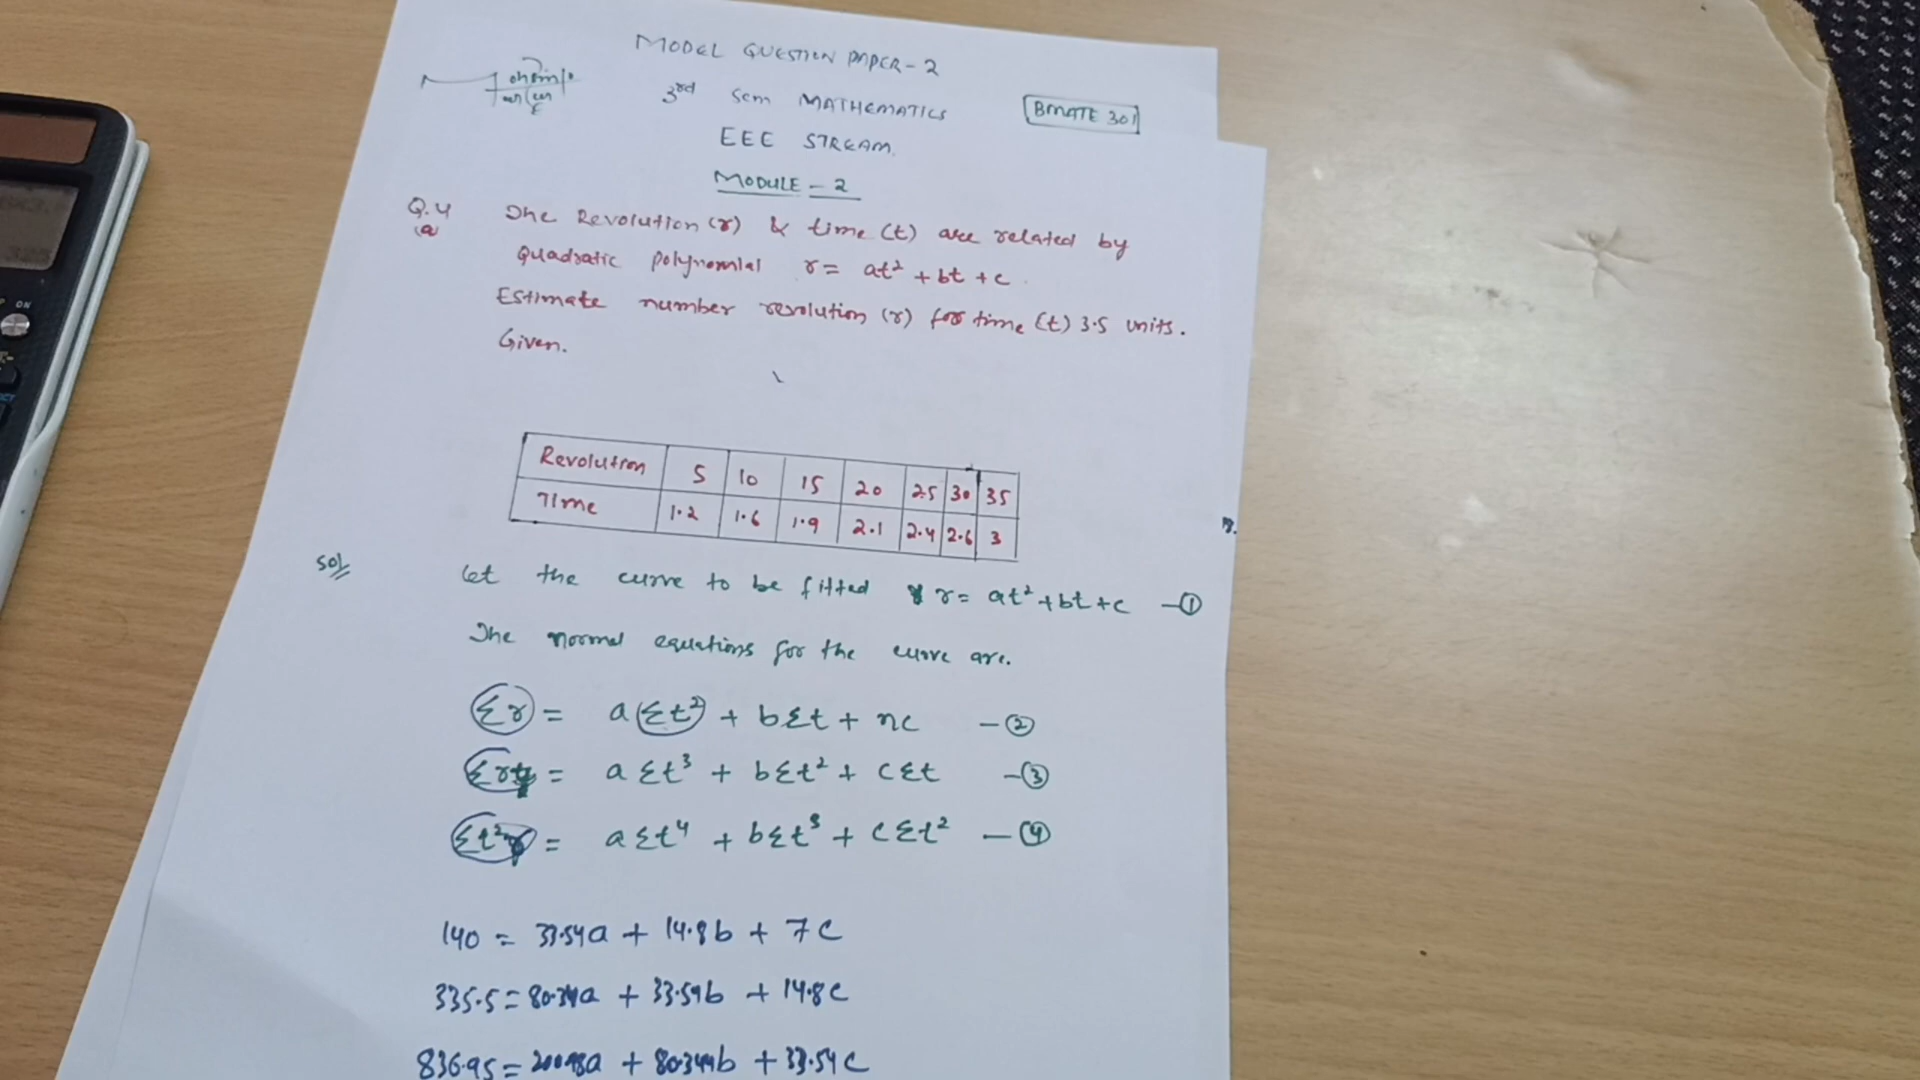 MODEL QUESTION PAPER-2
3rd Sem MATHEMATICS
BMATE 301
EEE STREAM
MODULE-2
Q.4 The Revolution (r) & time (t) are related by
(a Quadratic polynomial r = at² + bt + c.
Estimate number revolution (r) for time (t) 3.5 units.
Given.
Revolution 5 10 15 20 25 30 35
Time 1.2 1.6 1.9 2.1 2.4 2.6 3
Sol Let the curve to be fitted r = at² + bt + c —①
The normal equations for the curve are.
Σr = aΣt² + bΣt + nc —②
Σrt = aΣt³ + bΣt² + cΣt —③
Σt²r = aΣt⁴ + bΣt³ + cΣt² —④
140 = 33.54a + 14.8b + 7c
335.5 = a + 33.54b + 14.8c
836.95 = a + b + 33.54c